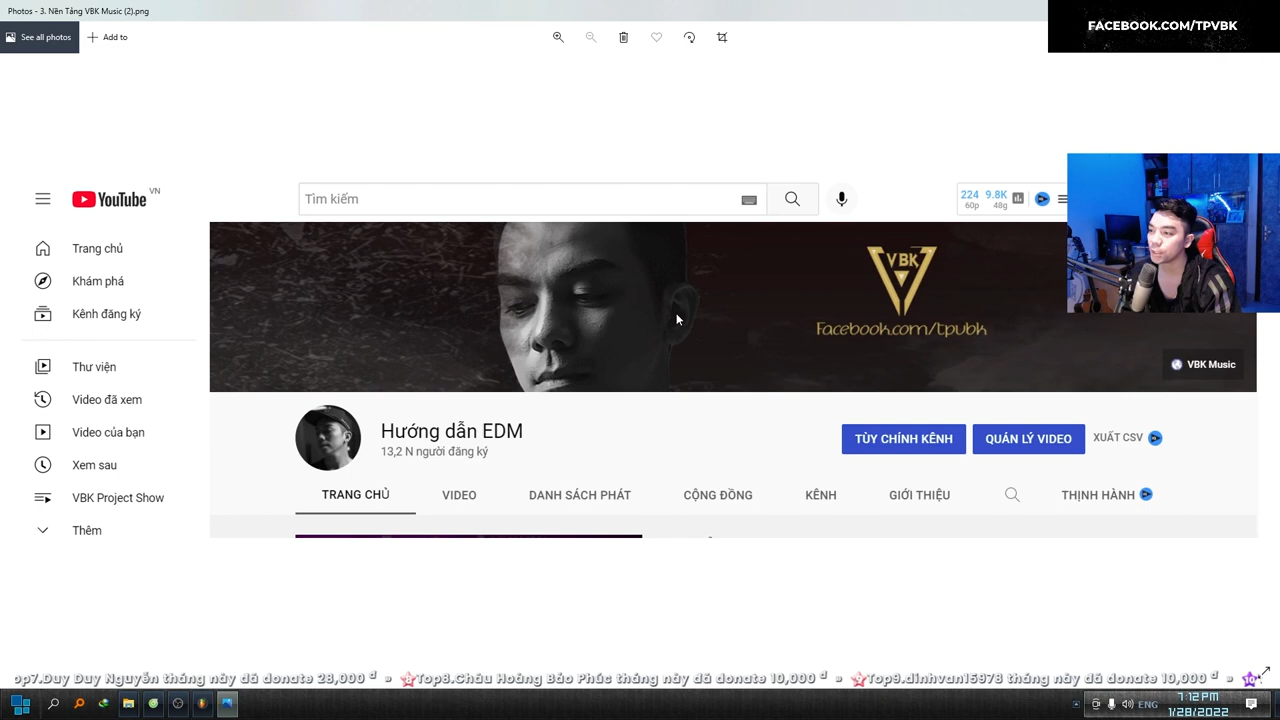 Photos - 3. Nền Tảng VBK Music (2).png
FACEBOOK.COM/TPVBK
See all photos
Add to
YouTube VN
Tìm kiếm
224 9.8K
60p 48g
Trang chủ
Khám phá
Kênh đăng ký
Thư viện
Video đã xem
Video của bạn
Xem sau
VBK Project Show
Thêm
VBK
Facebook.com/tpvbk
VBK Music
Hướng dẫn EDM
13,2 N người đăng ký
TÙY CHỈNH KÊNH
QUẢN LÝ VIDEO
XUẤT CSV
TRANG CHỦ
VIDEO
DANH SÁCH PHÁT
CỘNG ĐỒNG
KÊNH
GIỚI THIỆU
THỊNH HÀNH
op7.Duy Duy Nguyễn tháng này đã donate 28,000 đ » Top8.Châu Hoàng Bảo Phúc tháng này đã donate 10,000 đ » Top9.dinhvan15978 tháng này đã donate 10,000 đ »
ENG
7:12 PM
1/28/2022